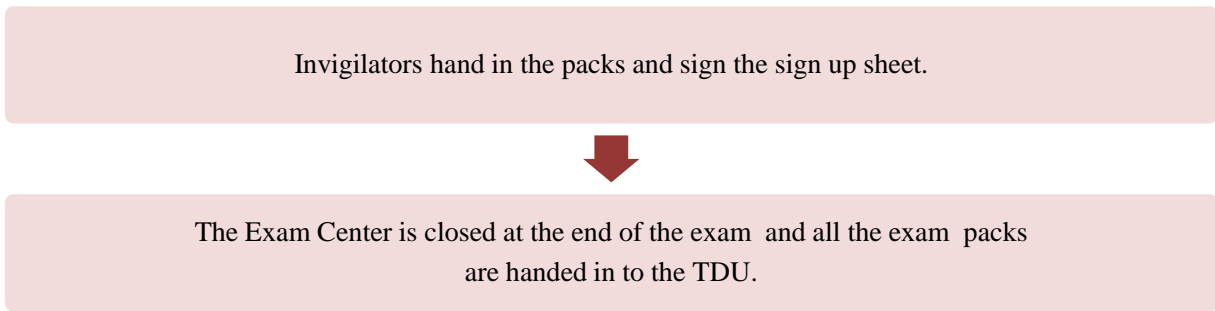 Invigilators hand in the packs and sign the sign up sheet.
The Exam Center is closed at the end of the exam  and all the exam  packs
are handed in to the TDU.